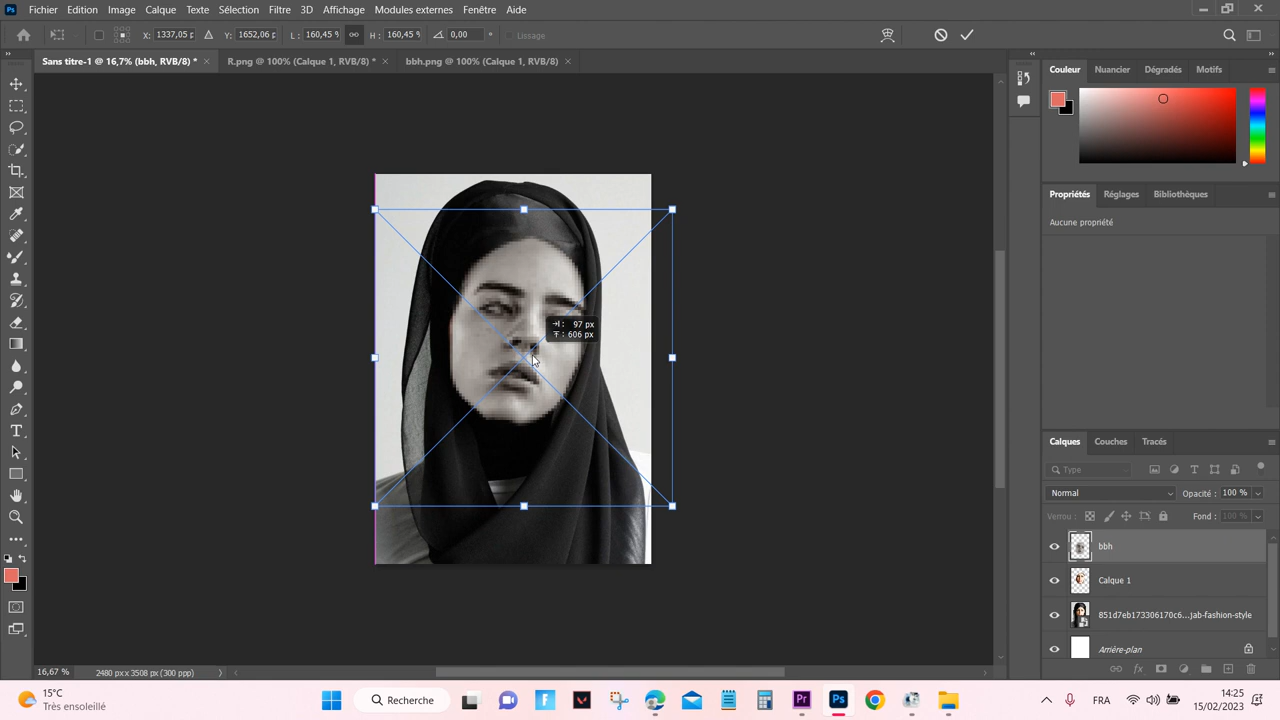 Ps Fichier Edition Image Calque Texte Sélection Filtre 3D Affichage Modules externes Fenêtre Aide
X: 1337,05 p Y: 1652,06 p L: 160,45 % H: 160,45 % 0,00 Lissage
Sans titre-1 @ 16,7% (bbh, RVB/8) * × R.png @ 100% (Calque 1, RVB/8) * × bbh.png @ 100% (Calque 1, RVB/8) ×
Couleur Nuancier Dégradés Motifs
Propriétés Réglages Bibliothèques
Aucune propriété
: 97 px
: 606 px
Calques Couches Tracés
Type
Normal Opacité : 100 %
Verrou : Fond : 100 %
bbh
Calque 1
851d7eb173306170c6...jab-fashion-style
Arrière-plan
16,67 % 2480 px x 3508 px (300 ppp)
15°C
Très ensoleillé
Recherche
Pr Ps
FRA
14:25
15/02/2023